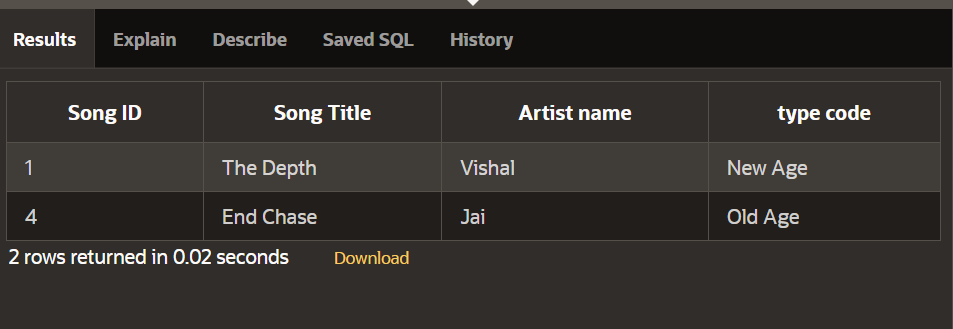 Results Explain Describe Saved SQL History
Song ID Song Title Artist name type code
1 The Depth Vishal New Age
4 End Chase Jai Old Age
2 rows returned in 0.02 seconds Download